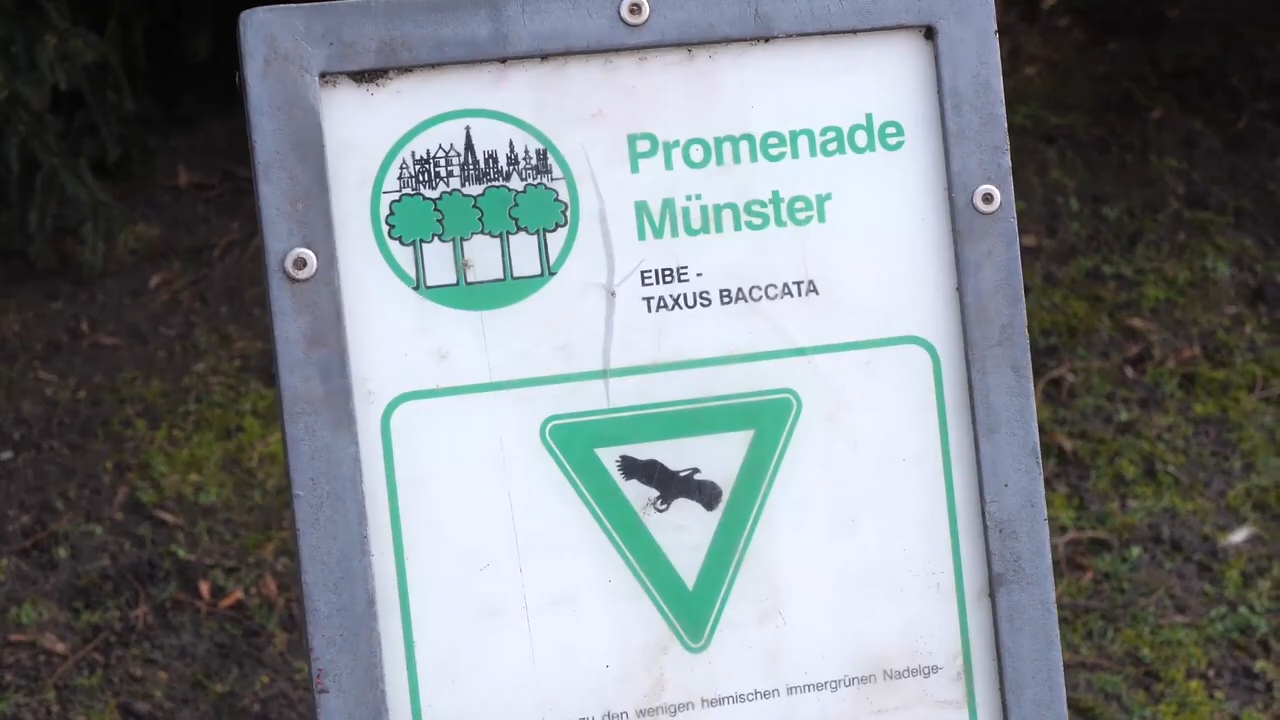 Promenade
Münster
EIBE -
TAXUS BACCATA
zu den wenigen heimischen immergrünen Nadelge-